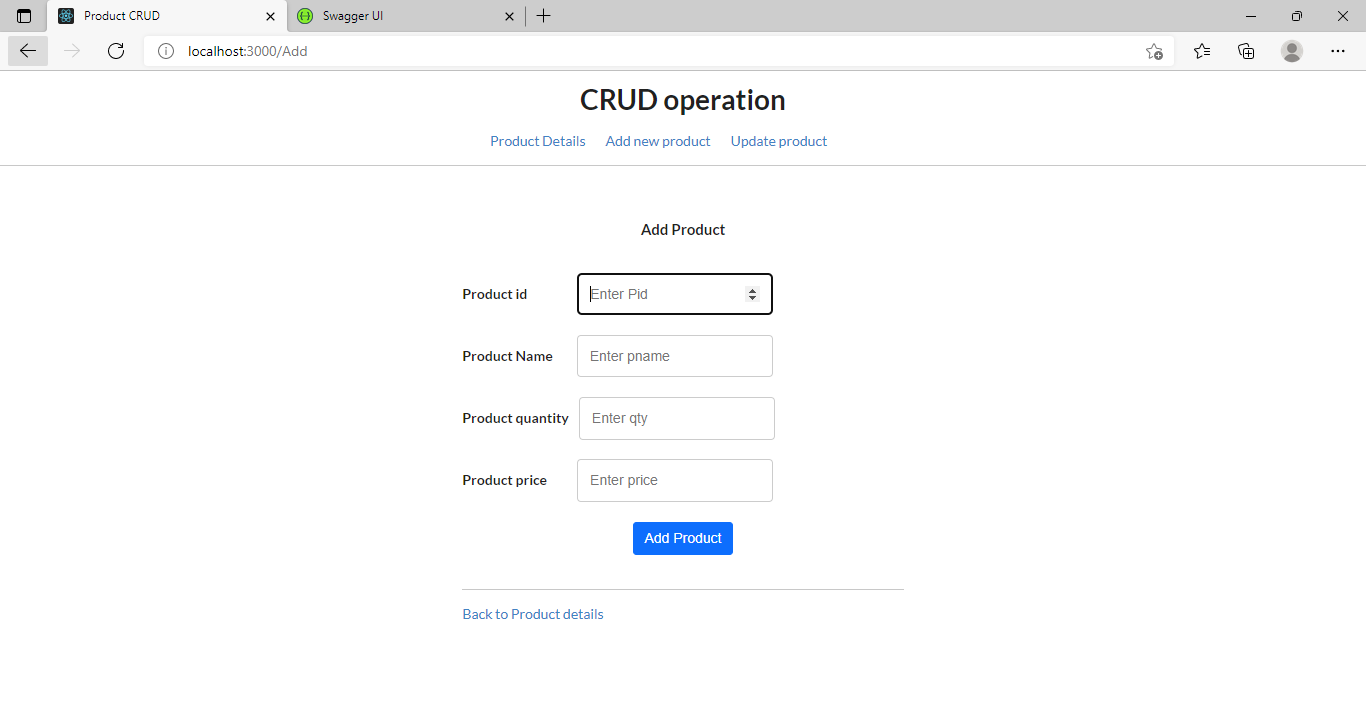 Product CRUD Swagger UI
localhost:3000/Add
CRUD operation
Product Details Add new product Update product
Add Product
Product id Enter Pid
Product Name Enter pname
Product quantity Enter qty
Product price Enter price
Add Product
Back to Product details